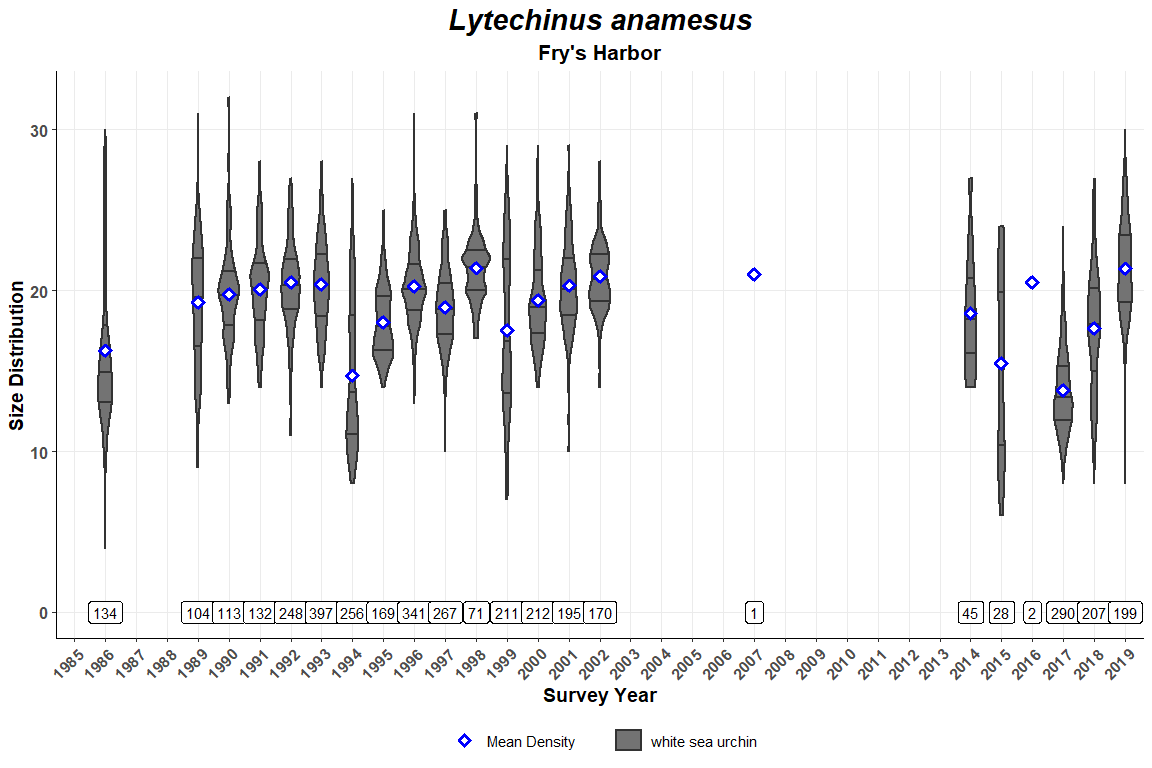 Lytechinus anamesus
Fry's Harbor
Size Distribution
30
20
10
0
134 104 113 132 248 397 256 169 341 267 71 211 212 195 170 1 45 28 2 290 207 199
1985 1986 1987 1988 1989 1990 1991 1992 1993 1994 1995 1996 1997 1998 1999 2000 2001 2002 2003 2004 2005 2006 2007 2008 2009 2010 2011 2012 2013 2014 2015 2016 2017 2018 2019
Survey Year
Mean Density white sea urchin